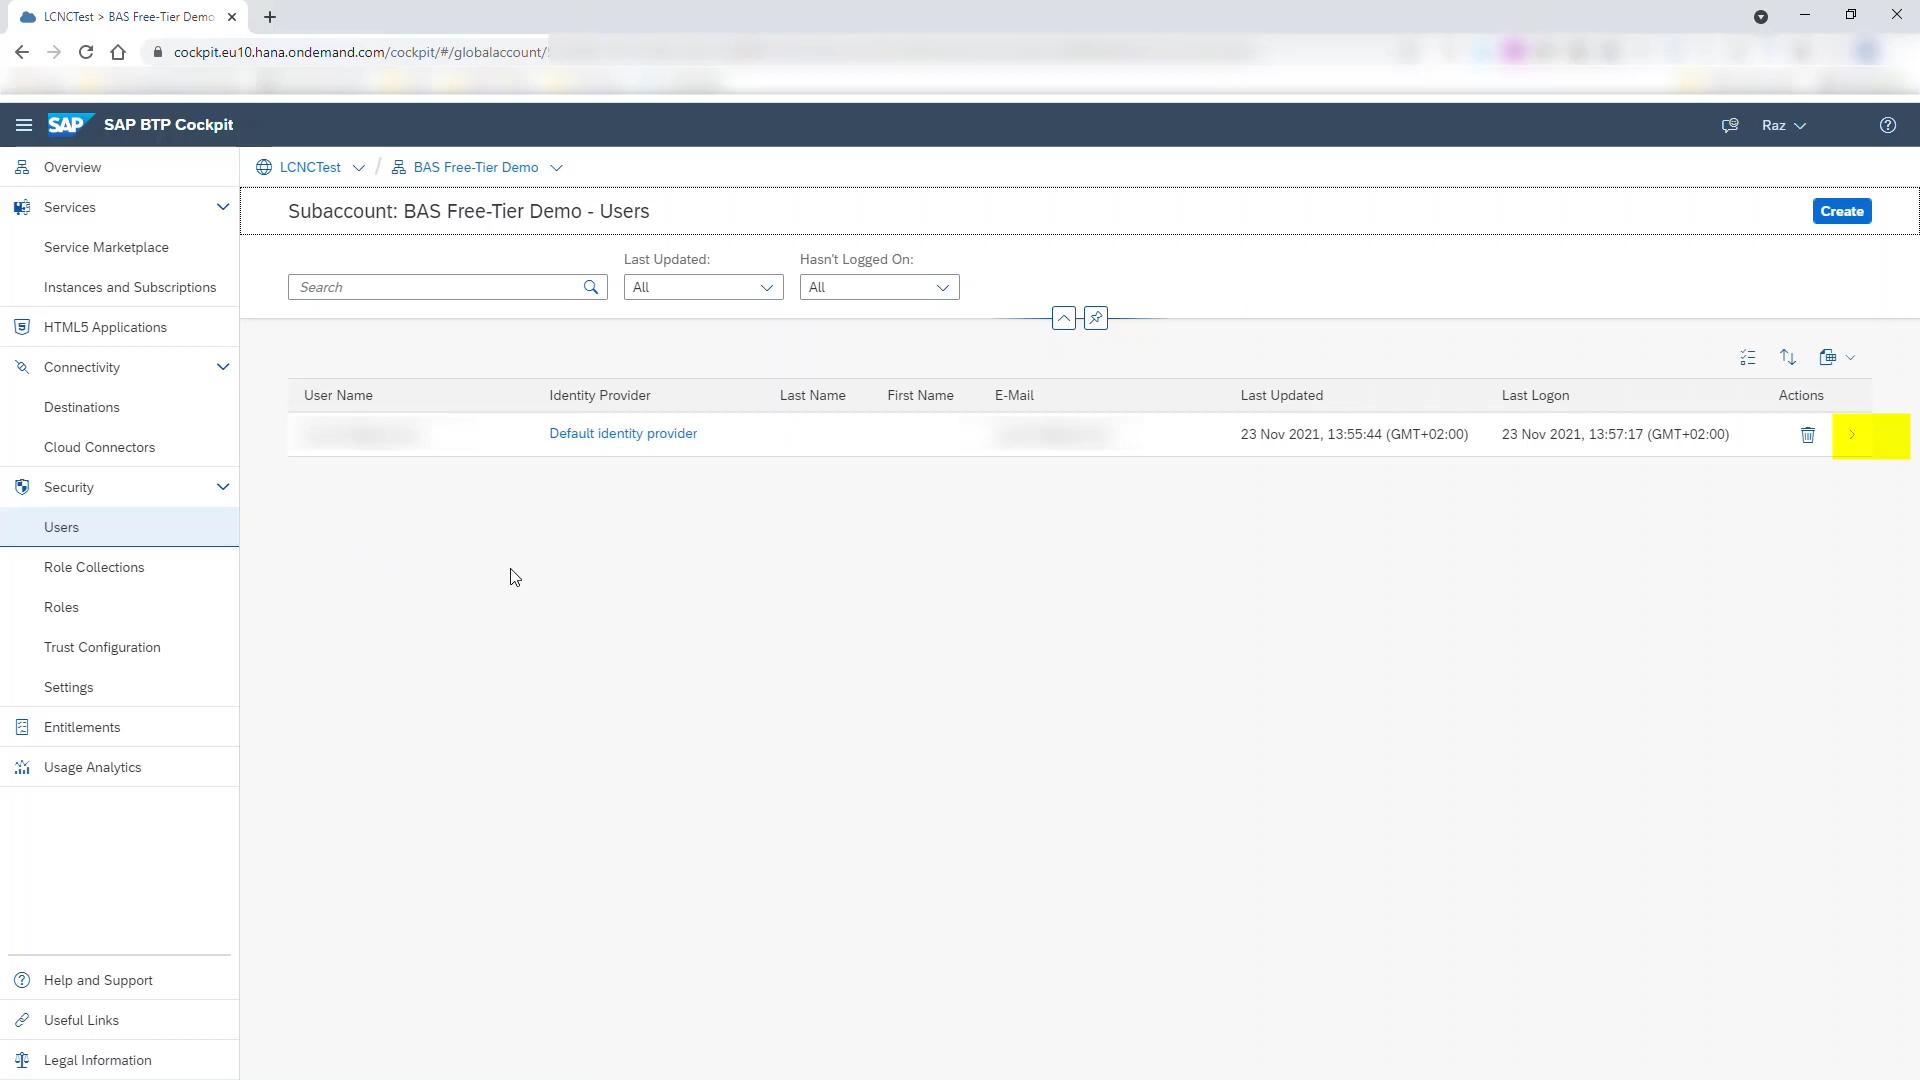 LCNCTest > BAS Free-Tier Demo
cockpit.eu10.hana.ondemand.com/cockpit/#/globalaccount/
SAP SAP BTP Cockpit
Raz
Overview
Services
Service Marketplace
Instances and Subscriptions
HTML5 Applications
Connectivity
Destinations
Cloud Connectors
Security
Users
Role Collections
Roles
Trust Configuration
Settings
Entitlements
Usage Analytics
Help and Support
Useful Links
Legal Information
LCNCTest / BAS Free-Tier Demo
Subaccount: BAS Free-Tier Demo - Users
Create
Last Updated: Hasn't Logged On:
Search All All
User Name Identity Provider Last Name First Name E-Mail Last Updated Last Logon Actions
Default identity provider 23 Nov 2021, 13:55:44 (GMT+02:00) 23 Nov 2021, 13:57:17 (GMT+02:00)